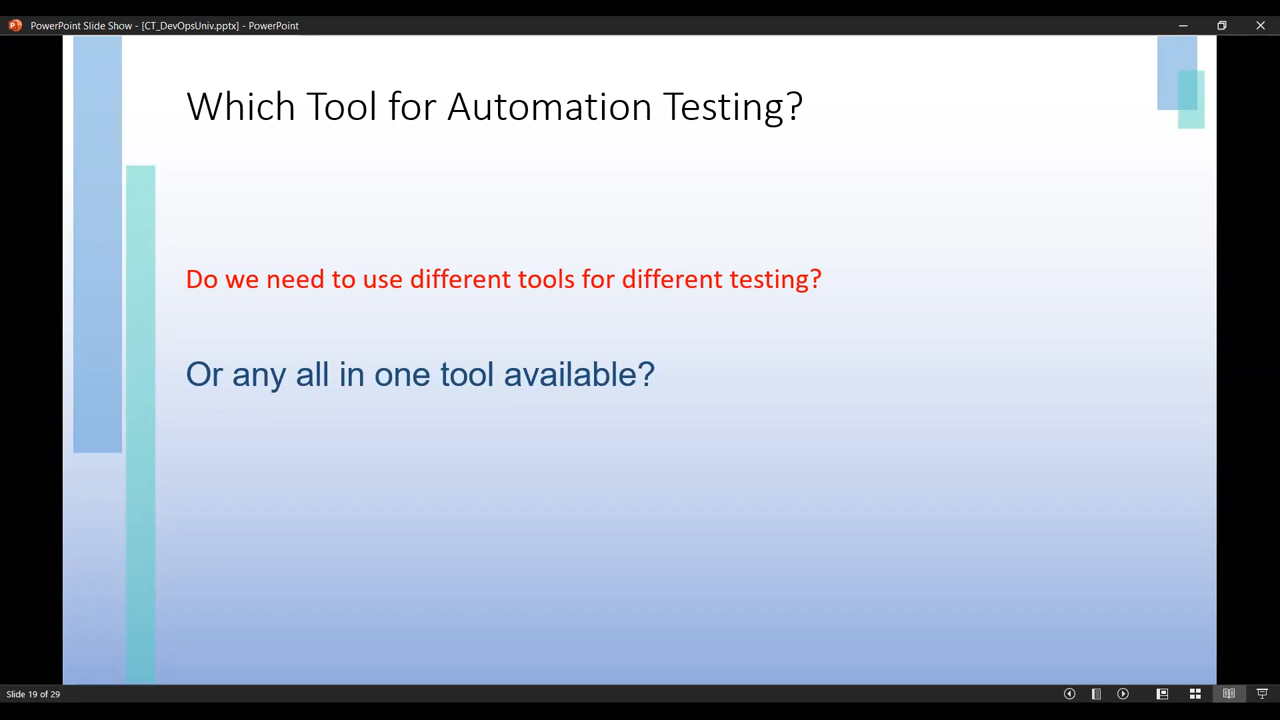 PowerPoint Slide Show - [CT_DevOpsUniv.pptx] - PowerPoint
Which Tool for Automation Testing?
Do we need to use different tools for different testing?
Or any all in one tool available?
Slide 19 of 29